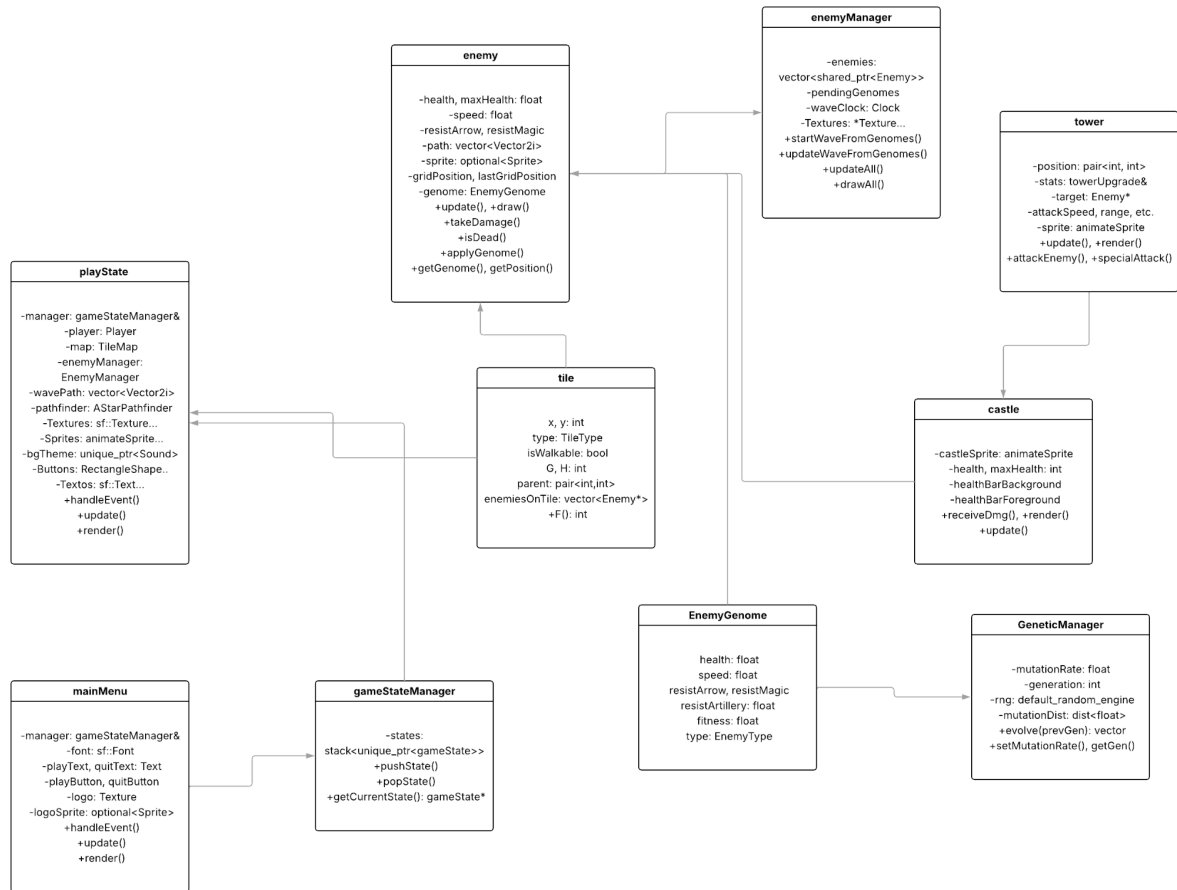 enemyManager
-enemies:
vector<shared_ptr<Enemy>>
-pendingGenomes
-waveClock: Clock
-Textures: *Texture...
+startWaveFromGenomes()
+updateWaveFromGenomes()
+updateAll()
+drawAll()
enemy
-health, maxHealth: float
-speed: float
-resistArrow, resistMagic
-path: vector<Vector2i>
-sprite: optional<Sprite>
-gridPosition, lastGridPosition
-genome: EnemyGenome
+update(), +draw()
+takeDamage()
+isDead()
+applyGenome()
+getGenome(), getPosition()
tower
-position: pair<int, int>
-stats: towerUpgrade&
-target: Enemy*
-attackSpeed, range, etc.
-sprite: animateSprite
+update(), +render()
+attackEnemy(), +specialAttack()
playState
-manager: gameStateManager&
-player: Player
-map: TileMap
-enemyManager:
EnemyManager
-wavePath: vector<Vector2i>
-pathfinder: AStarPathfinder
-Textures: sf::Texture...
-Sprites: animateSprite...
-bgTheme: unique_ptr<Sound>
-Buttons: RectangleShape..
-Textos: sf::Text...
+handleEvent()
+update()
+render()
tile
x, y: int
type: TileType
isWalkable: bool
G, H: int
parent: pair<int,int>
enemiesOnTile: vector<Enemy*>
+F(): int
castle
-castleSprite: animateSprite
-health, maxHealth: int
-healthBarBackground
-healthBarForeground
+receiveDmg(), +render()
+update()
EnemyGenome
health: float
speed: float
resistArrow, resistMagic
resistArtillery: float
fitness: float
type: EnemyType
GeneticManager
-mutationRate: float
-generation: int
-rng: default_random_engine
-mutationDist: dist<float>
+evolve(prevGen): vector
+setMutationRate(), getGen()
mainMenu
-manager: gameStateManager&
-font: sf::Font
-playText, quitText: Text
-playButton, quitButton
-logo: Texture
-logoSprite: optional<Sprite>
+handleEvent()
+update()
+render()
gameStateManager
-states:
stack<unique_ptr<gameState>>
+pushState()
+popState()
+getCurrentState(): gameState*